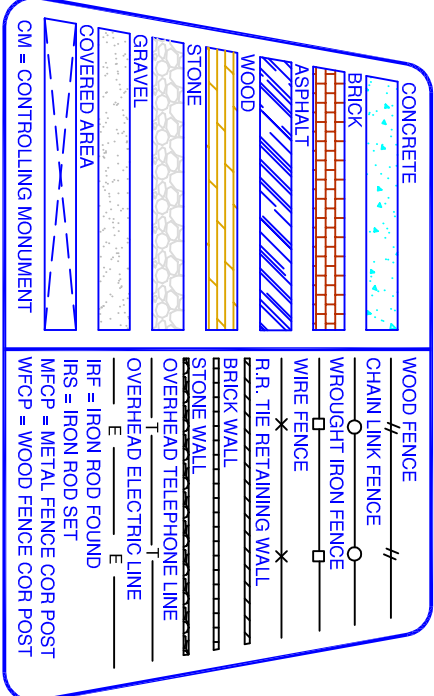 CONCRETE
BRICK
ASPHALT
WOOD
STONE
GRAVEL
COVERED AREA
CM = CONTROLLING MONUMENT
WOOD FENCE
CHAIN LINK FENCE
WROUGHT IRON FENCE
WIRE FENCE
R.R. TIE RETAINING WALL
BRICK WALL
STONE WALL
OVERHEAD TELEPHONE LINE
T T
OVERHEAD ELECTRIC LINE
E E
IRF = IRON ROD FOUND
IRS = IRON ROD SET
MFCP = METAL FENCE COR POST
WFCP = WOOD FENCE COR POST